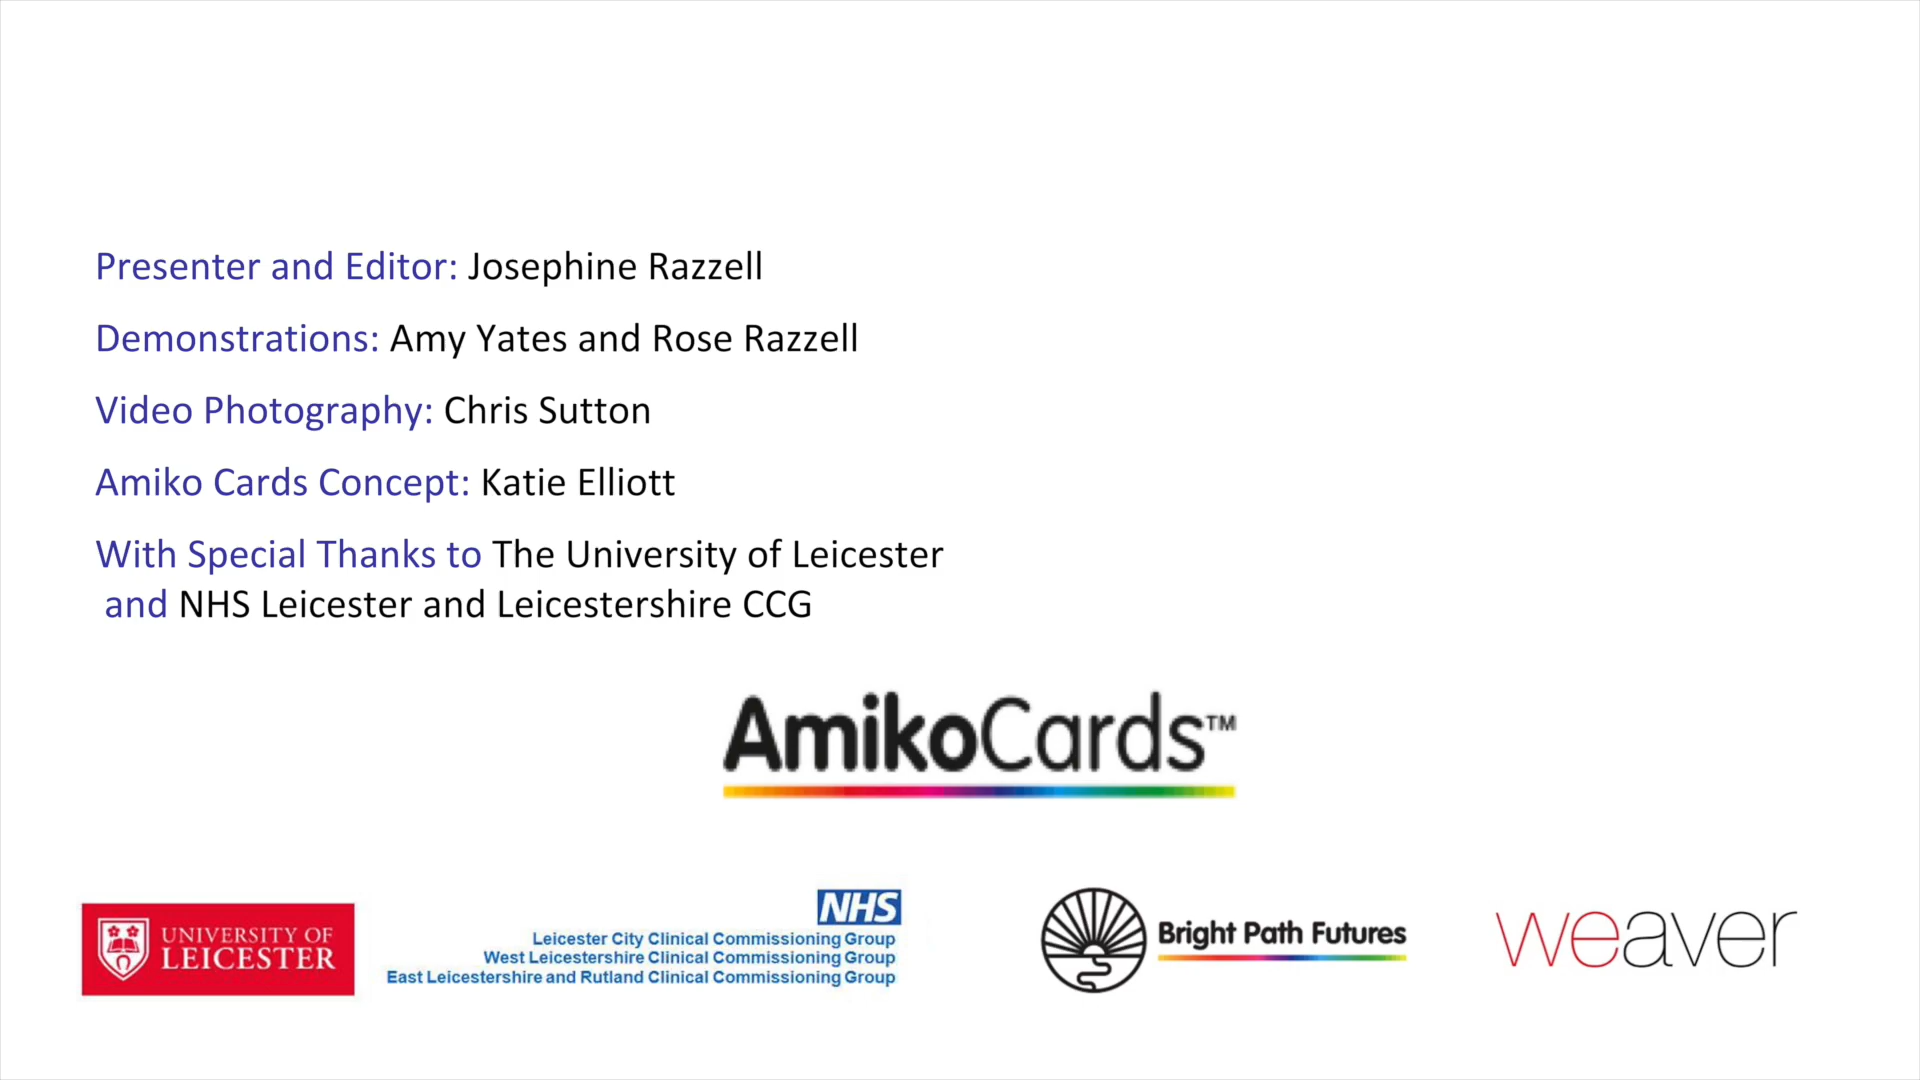 Presenter and Editor: Josephine Razzell
Demonstrations: Amy Yates and Rose Razzell
Video Photography: Chris Sutton
Amiko Cards Concept: Katie Elliott
With Special Thanks to The University of Leicester
and NHS Leicester and Leicestershire CCG
AmikoCards™
UNIVERSITY OF
LEICESTER
NHS
Leicester City Clinical Commissioning Group
West Leicestershire Clinical Commissioning Group
East Leicestershire and Rutland Clinical Commissioning Group
Bright Path Futures
weaver